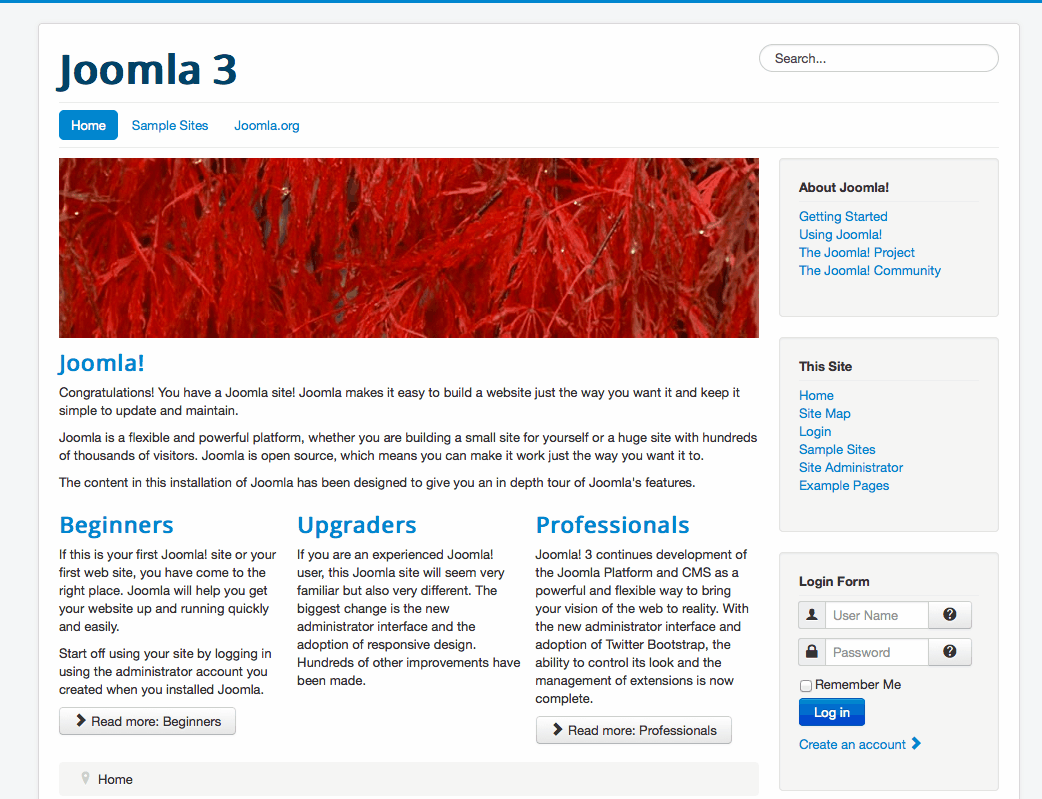 Joomla 3
Search...
Home
Sample Sites
Joomla.org
Joomla!
Congratulations! You have a Joomla site! Joomla makes it easy to build a website just the way you want it and keep it
simple to update and maintain.
Joomla is a flexible and powerful platform, whether you are building a small site for yourself or a huge site with hundreds
of thousands of visitors. Joomla is open source, which means you can make it work just the way you want it to.
The content in this installation of Joomla has been designed to give you an in depth tour of Joomla's features.
Beginners
If this is your first Joomla! site or your
first web site, you have come to the
right place. Joomla will help you get
your website up and running quickly
and easily.
Start off using your site by logging in
using the administrator account you
created when you installed Joomla.
Read more: Beginners
Upgraders
If you are an experienced Joomla!
user, this Joomla site will seem very
familiar but also very different. The
biggest change is the new
administrator interface and the
adoption of responsive design.
Hundreds of other improvements have
been made.
Professionals
Joomla! 3 continues development of
the Joomla Platform and CMS as a
powerful and flexible way to bring
your vision of the web to reality. With
the new administrator interface and
adoption of Twitter Bootstrap, the
ability to control its look and the
management of extensions is now
complete.
Read more: Professionals
Home
About Joomla!
Getting Started
Using Joomla!
The Joomla! Project
The Joomla! Community
This Site
Home
Site Map
Login
Sample Sites
Site Administrator
Example Pages
Login Form
User Name
Password
Remember Me
Log in
Create an account